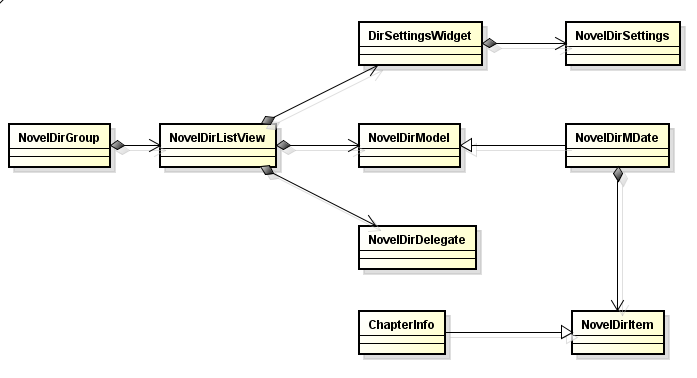 DirSettingsWidget
NovelDirSettings
NovelDirGroup
NovelDirListView
NovelDirModel
NovelDirMDate
NovelDirDelegate
ChapterInfo
NovelDirItem